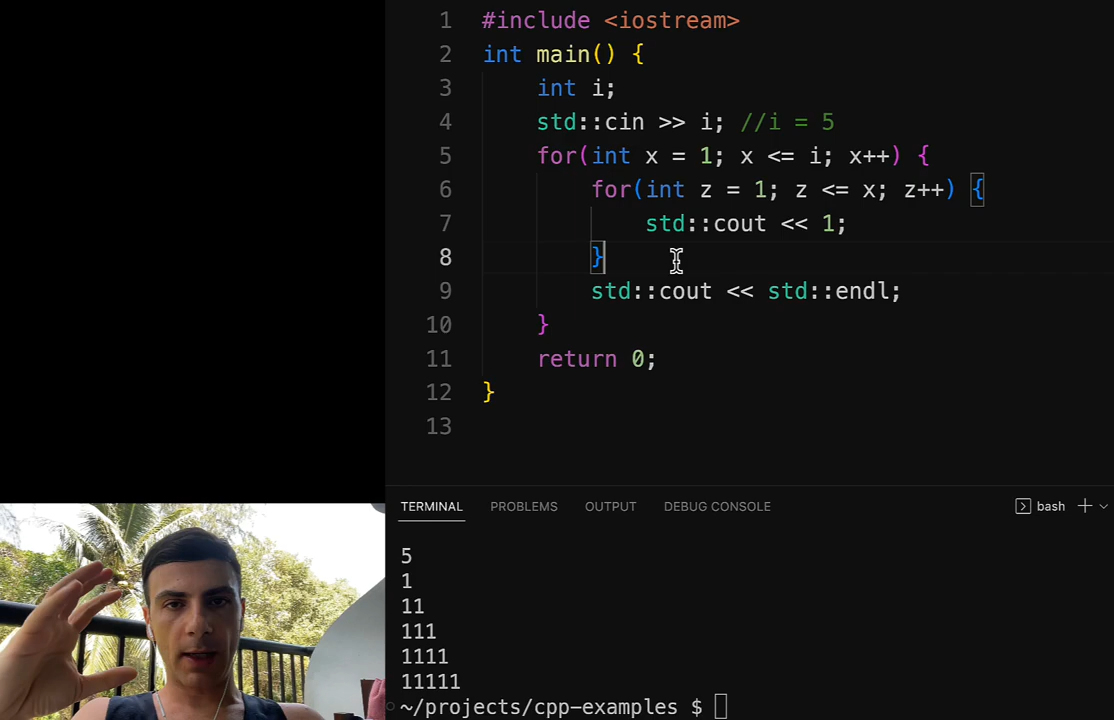 1 #include <iostream>
2 int main() {
3 int i;
4 std::cin >> i; //i = 5
5 for(int x = 1; x <= i; x++) {
6 for(int z = 1; z <= x; z++) {
7 std::cout << 1;
8 }
9 std::cout << std::endl;
10 }
11 return 0;
12 }
13
TERMINAL PROBLEMS OUTPUT DEBUG CONSOLE bash
5
1
11
111
1111
11111
~/projects/cpp-examples $